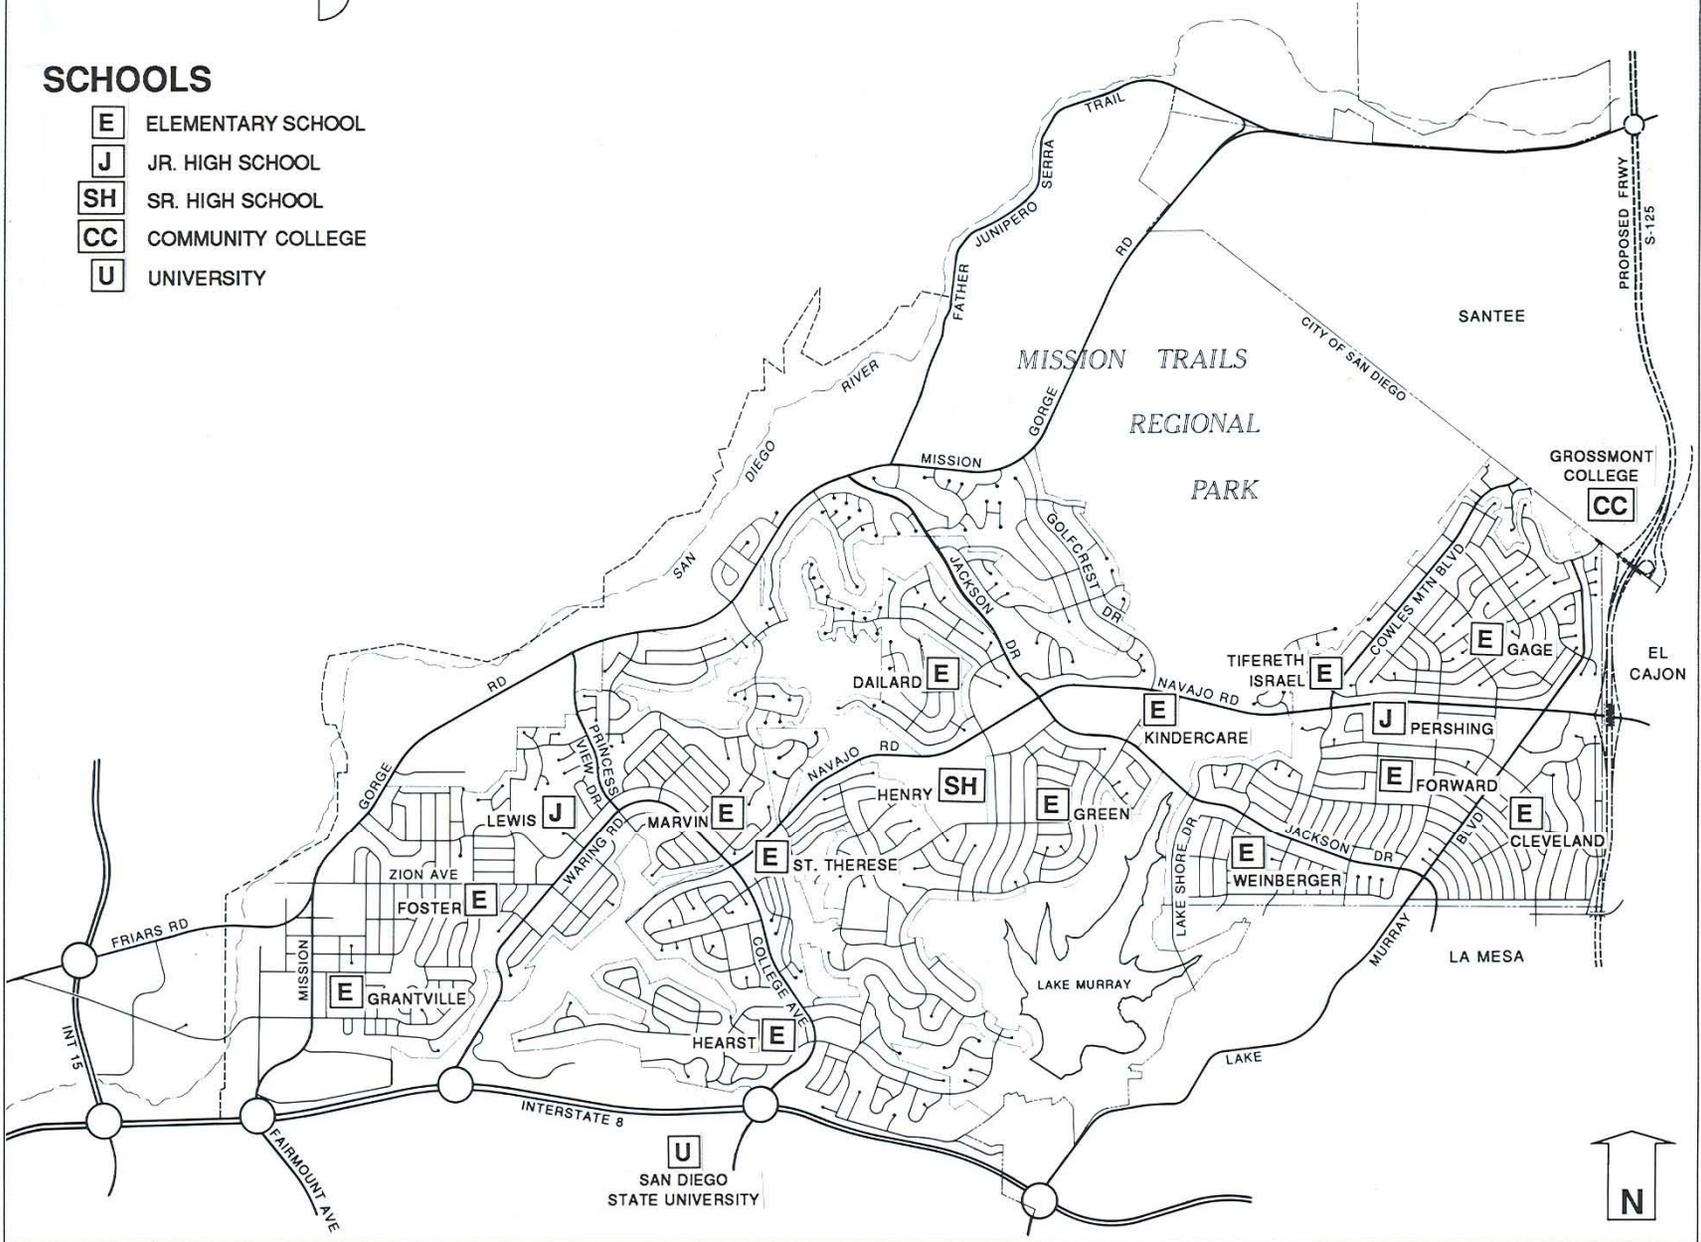 SCHOOLS
E ELEMENTARY SCHOOL
J JR. HIGH SCHOOL
SH SR. HIGH SCHOOL
CC COMMUNITY COLLEGE
U UNIVERSITY
TRAIL
SERRA
JUNIPERO
FATHER
RD
PROPOSED FRWY
S-125
SANTEE
CITY OF SAN DIEGO
MISSION TRAILS
REGIONAL
PARK
RIVER
DIEGO
SAN
GORGE
MISSION
GROSSMONT
COLLEGE
CC
GOLFCREST
DR
JACKSON
DR
COWLES MTN BLVD
E GAGE
EL
CAJON
TIFERETH
ISRAEL E
DAILARD E
NAVAJO RD
E
KINDERCARE
J PERSHING
RD
PRINCESS
VIEW DR
NAVAJO RD
HENRY SH
E GREEN
E FORWARD
E
CLEVELAND
BLVD
GORGE
LEWIS J
WARING RD
MARVIN E
E ST. THERESE
JACKSON DR
E
WEINBERGER
LAKE SHORE DR
ZION AVE
FOSTER E
FRIARS RD
MISSION
E GRANTVILLE
COLLEGE AVE
HEARST E
LAKE MURRAY
MURRAY
LA MESA
LAKE
INT 15
INTERSTATE 8
FAIRMOUNT AVE
U
SAN DIEGO
STATE UNIVERSITY
N